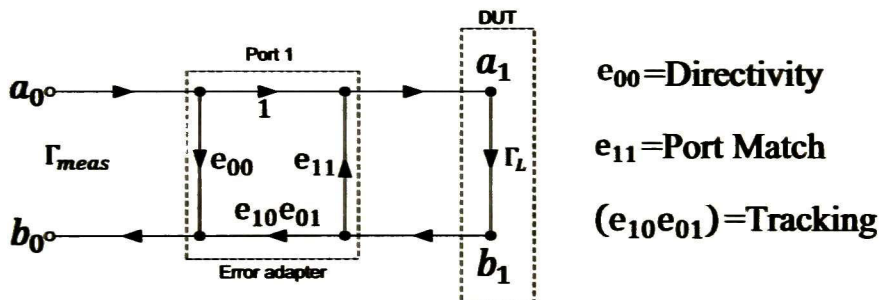 DUT
Port 1
a₀
1
a₁
Γmeas
e₀₀
e₁₁
Γ_L
e₁₀e₀₁
b₀
b₁
Error adapter
e₀₀=Directivity
e₁₁=Port Match
(e₁₀e₀₁)=Tracking